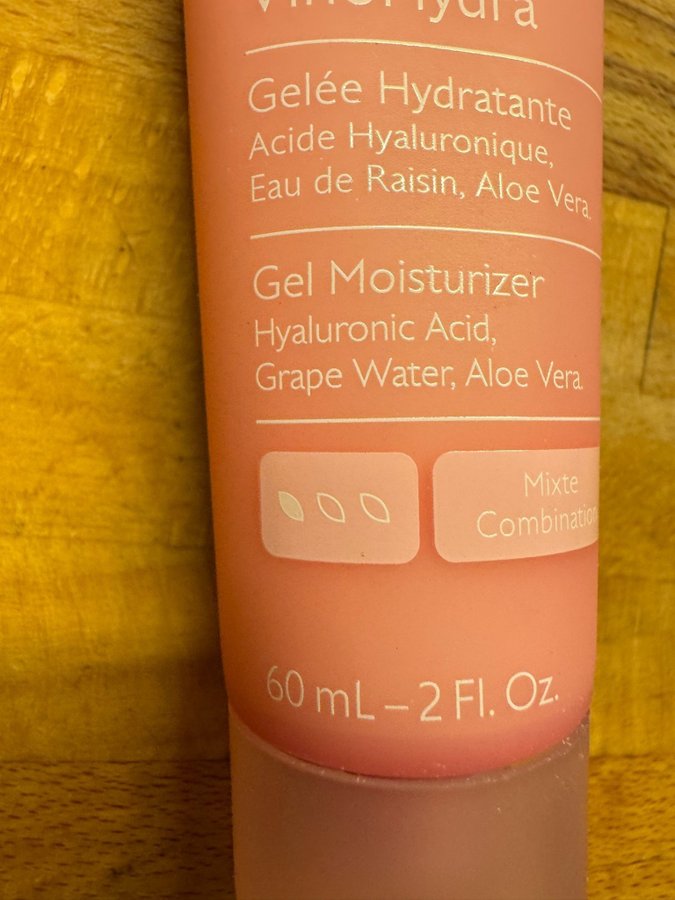 VinoHydra
Gelée Hydratante
Acide Hyaluronique,
Eau de Raisin, Aloe Vera.
Gel Moisturizer
Hyaluronic Acid,
Grape Water, Aloe Vera.
Mixte
Combination
60 mL – 2 Fl. Oz.